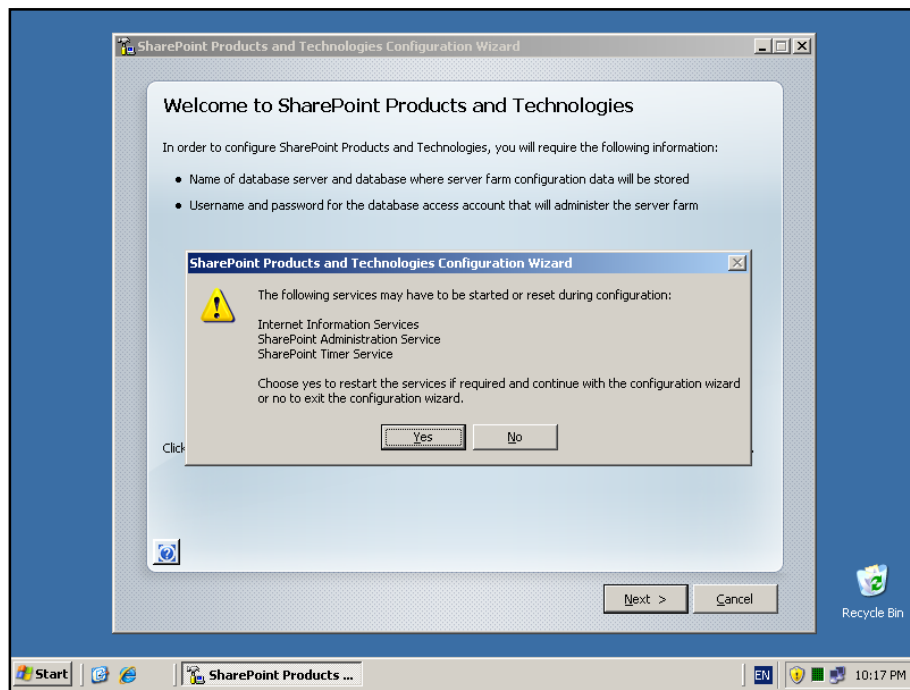 SharePoint Products and Technologies Configuration Wizard
Welcome to SharePoint Products and Technologies
In order to configure SharePoint Products and Technologies, you will require the following information:
• Name of database server and database where server farm configuration data will be stored
• Username and password for the database access account that will administer the server farm
SharePoint Products and Technologies Configuration Wizard
The following services may have to be started or reset during configuration:
Internet Information Services
SharePoint Administration Service
SharePoint Timer Service
Choose yes to restart the services if required and continue with the configuration wizard
or no to exit the configuration wizard.
Yes No
Next > Cancel
Recycle Bin
Start SharePoint Products ... EN 10:17 PM